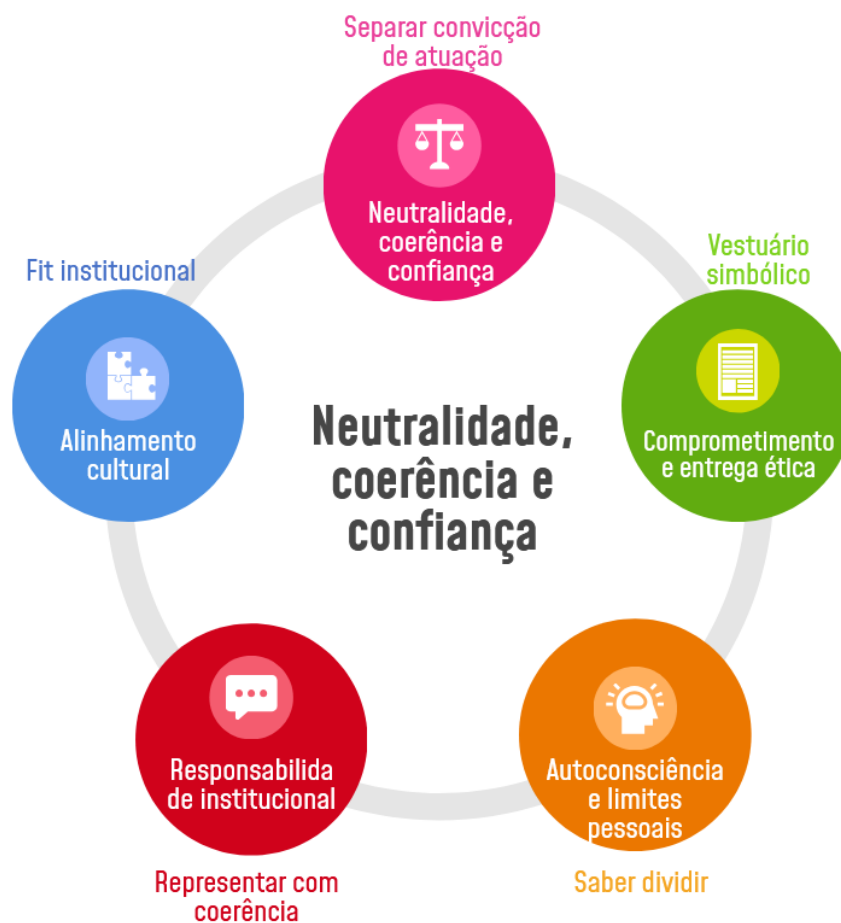 Separar convicção
de atuação
Neutralidade,
coerência e
confiança
Vestuário
simbólico
Comprometimento
e entrega ética
Autoconsciência
e limites
pessoais
Saber dividir
Responsabilida
de institucional
Representar com
coerência
Fit institucional
Alinhamento
cultural
Neutralidade,
coerência e
confiança